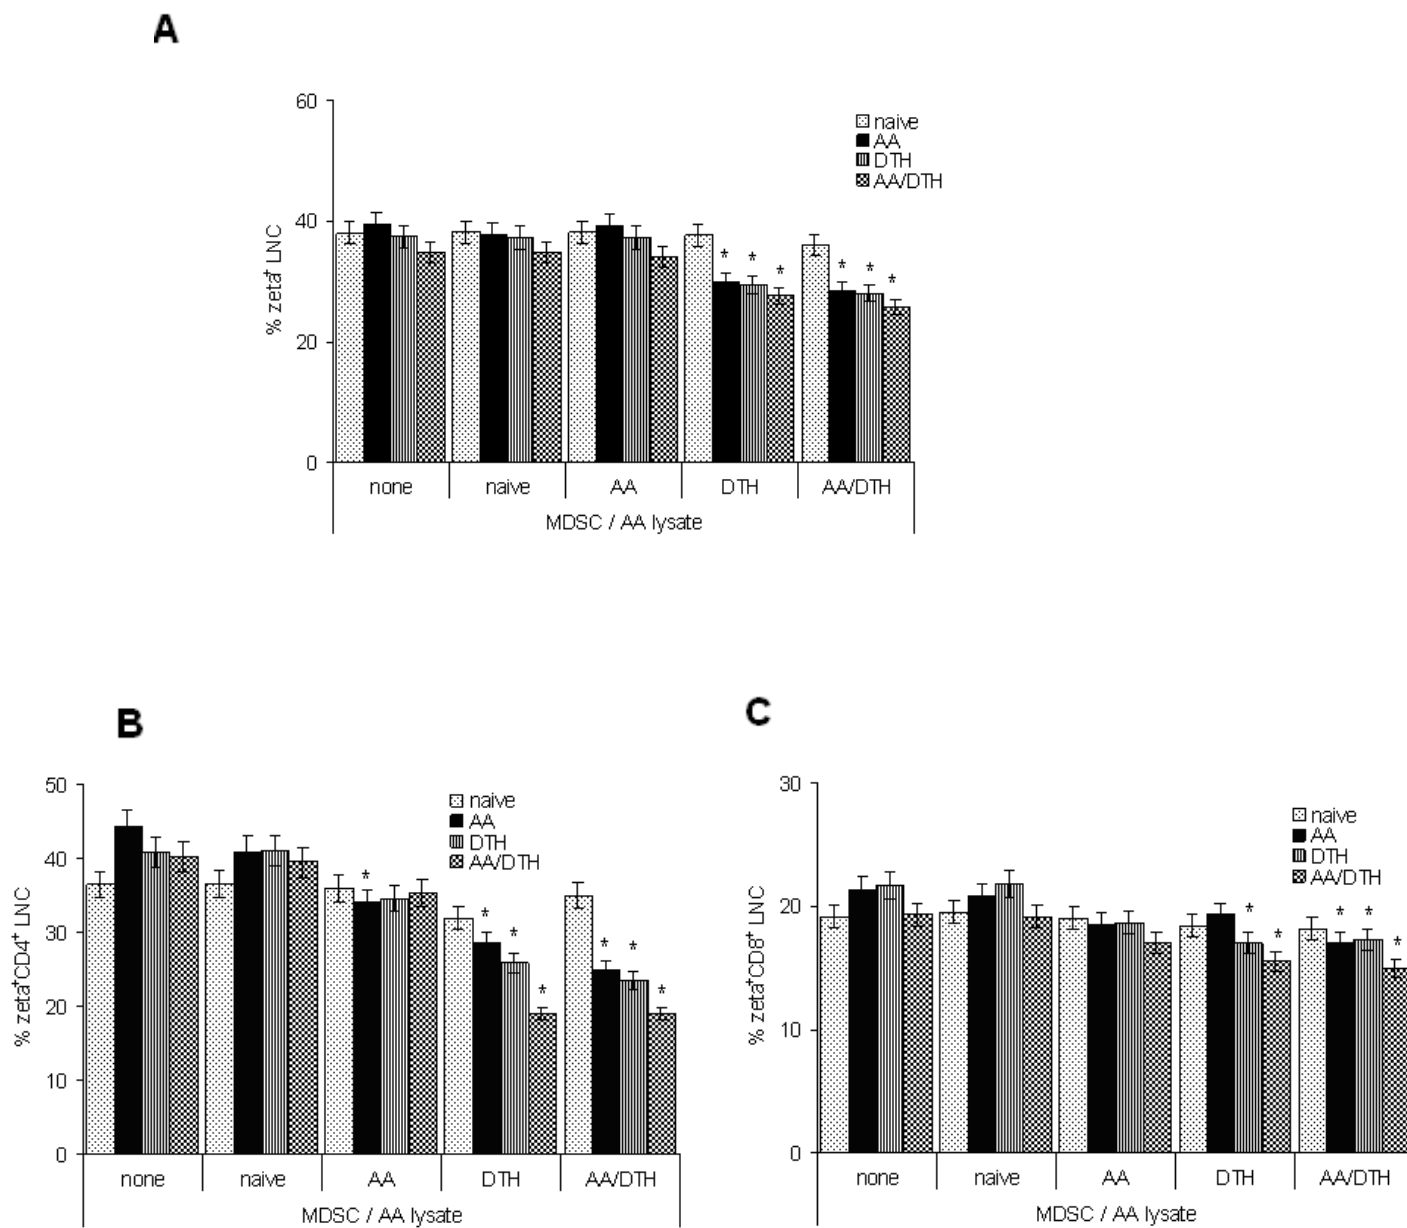 A
60
40
20
0
% zeta⁺ LNC
naive
AA
DTH
AA/DTH
* * * * * *
none naive AA DTH AA/DTH
MDSC / AA lysate
B
50
40
30
20
10
0
% zeta⁺CD4⁺ LNC
naive
AA
DTH
AA/DTH
* * * * * * *
none naive AA DTH AA/DTH
MDSC / AA lysate
C
30
20
10
0
% zeta⁺CD8⁺ LNC
naive
AA
DTH
AA/DTH
* * * * *
none naive AA DTH AA/DTH
MDSC / AA lysate